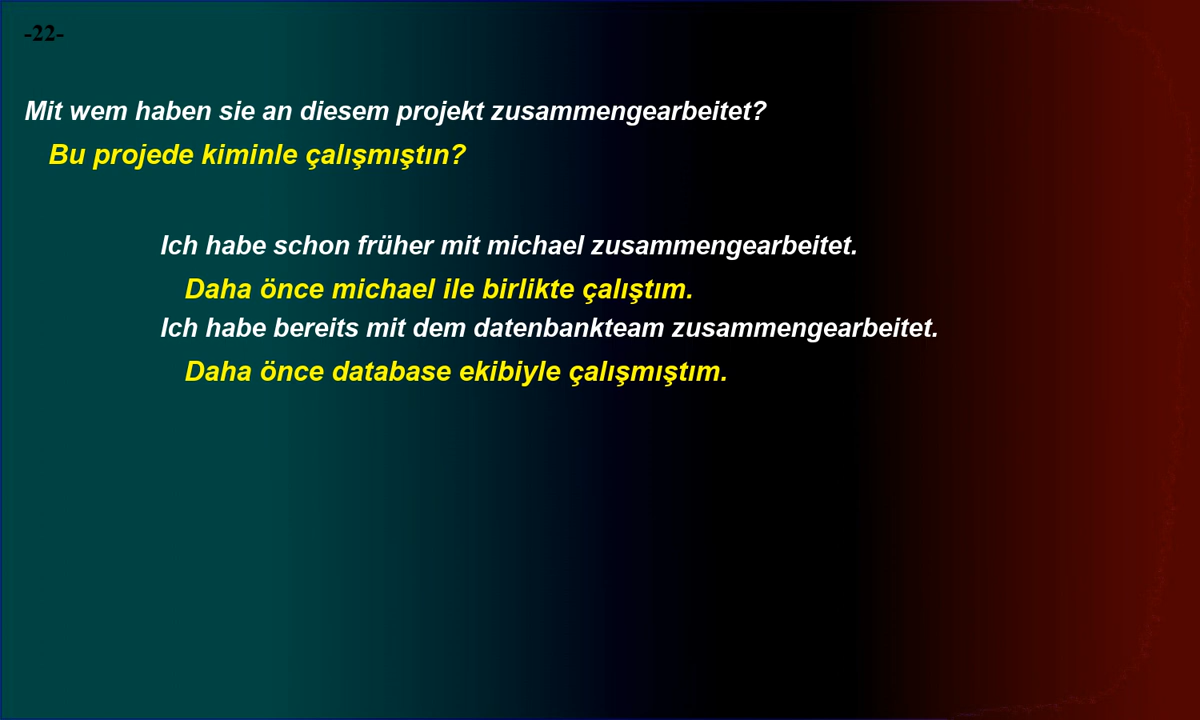 -22-
Mit wem haben sie an diesem projekt zusammengearbeitet?
Bu projede kiminle çalışmıştın?
Ich habe schon früher mit michael zusammengearbeitet.
Daha önce michael ile birlikte çalıştım.
Ich habe bereits mit dem datenbankteam zusammengearbeitet.
Daha önce database ekibiyle çalışmıştım.